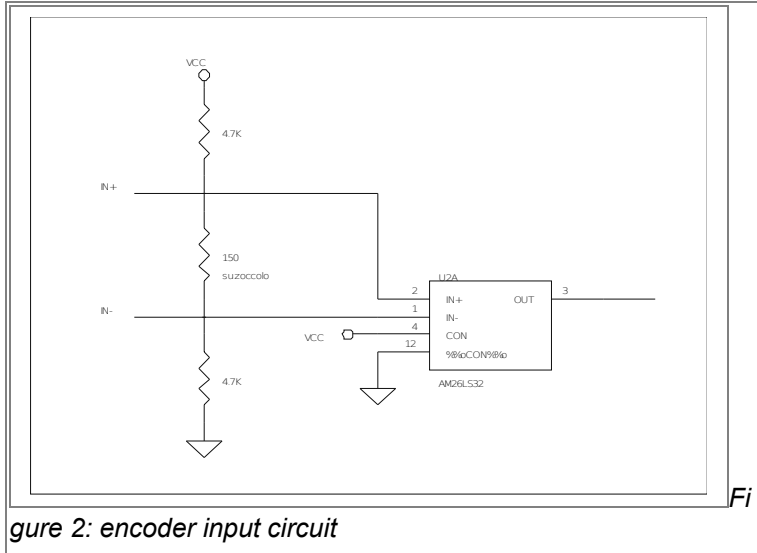 VCC
4.7K
IN+
150
suzoccolo
IN-
4.7K
VCC
U2A
2
1
4
12
IN+
IN-
CON
%%oCON%%o
OUT
3
AM26LS32
Fi
gure 2: encoder input circuit